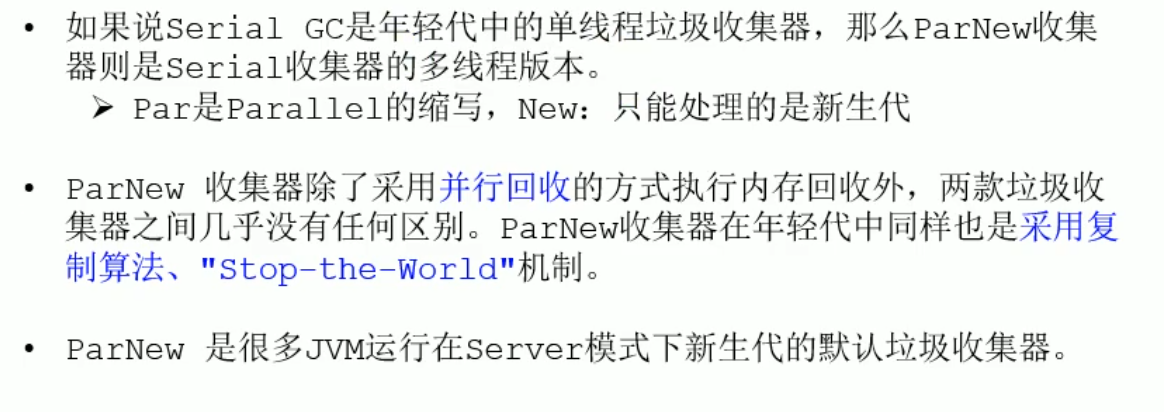 • 如果说Serial GC是年轻代中的单线程垃圾收集器，那么ParNew收集
器则是Serial收集器的多线程版本。
➢ Par是Parallel的缩写，New：只能处理的是新生代
• ParNew 收集器除了采用并行回收的方式执行内存回收外，两款垃圾收
集器之间几乎没有任何区别。ParNew收集器在年轻代中同样也是采用复
制算法、"Stop-the-World"机制。
• ParNew 是很多JVM运行在Server模式下新生代的默认垃圾收集器。